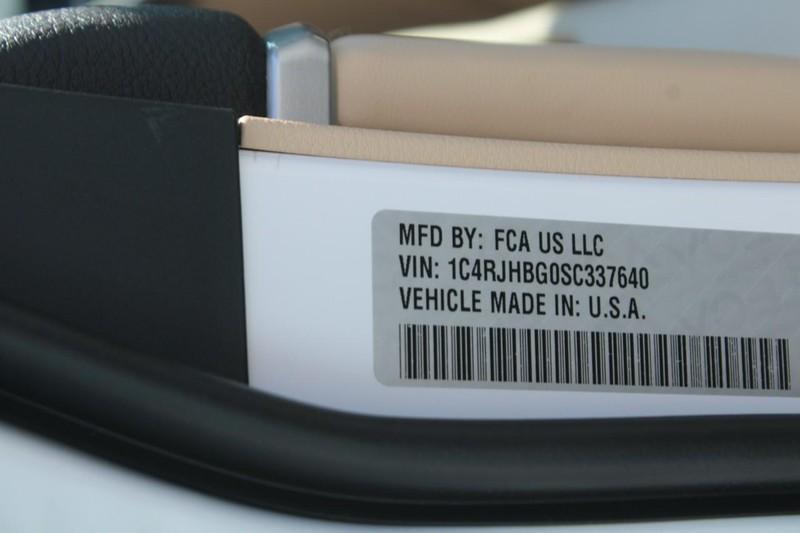 MFD BY: FCA US LLC
VIN: 1C4RJHBG0SC337640
VEHICLE MADE IN: U.S.A.